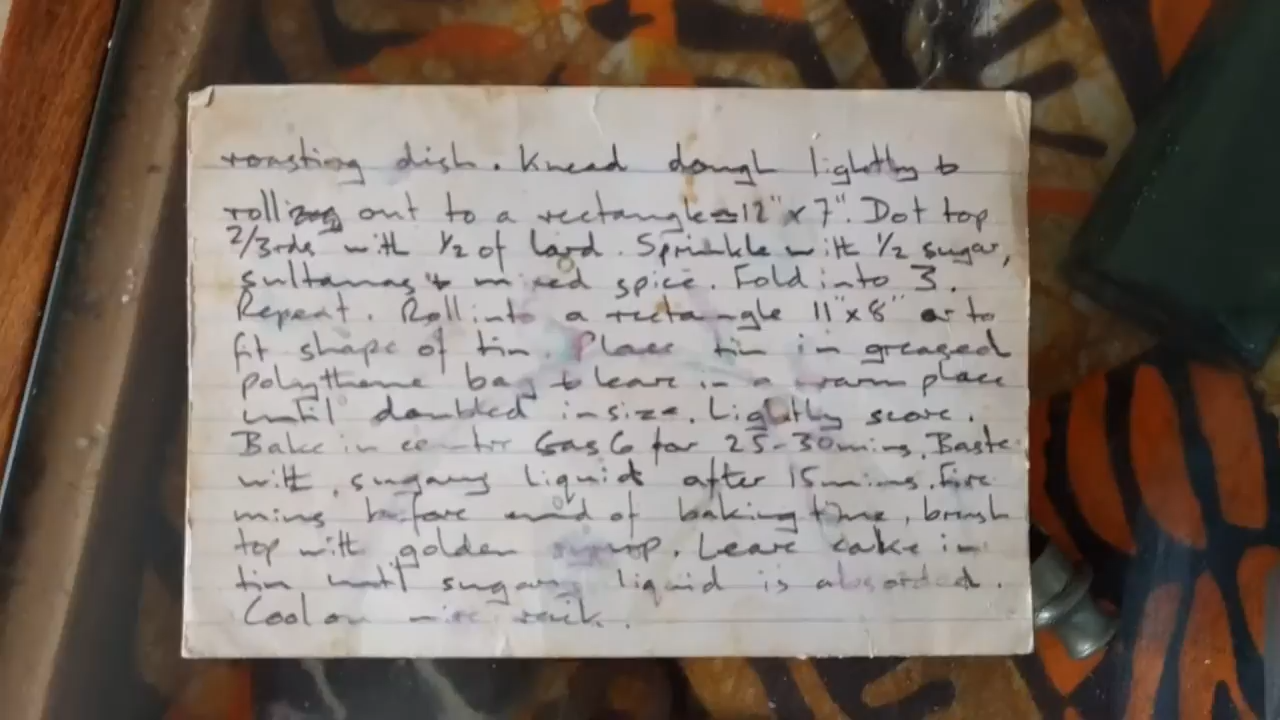 roasting dish. Knead dough lightly &
roll out to a rectangle ≈ 12" x 7". Dot top
2/3rds with 1/2 of lard. Sprinkle with 1/2 sugar,
sultanas & mixed spice. Fold into 3.
Repeat. Roll into a rectangle 11" x 8" or to
fit shape of tin. Place tin in greased
polythene bag & leave in a warm place
until doubled in size. Lightly score.
Bake in centre Gas 6 for 25-30 mins. Baste
with sugary liquid after 15 mins. Five
mins before end of baking time, brush
top with golden syrup. Leave cake in
tin until sugary liquid is absorbed.
Cool on wire rack.